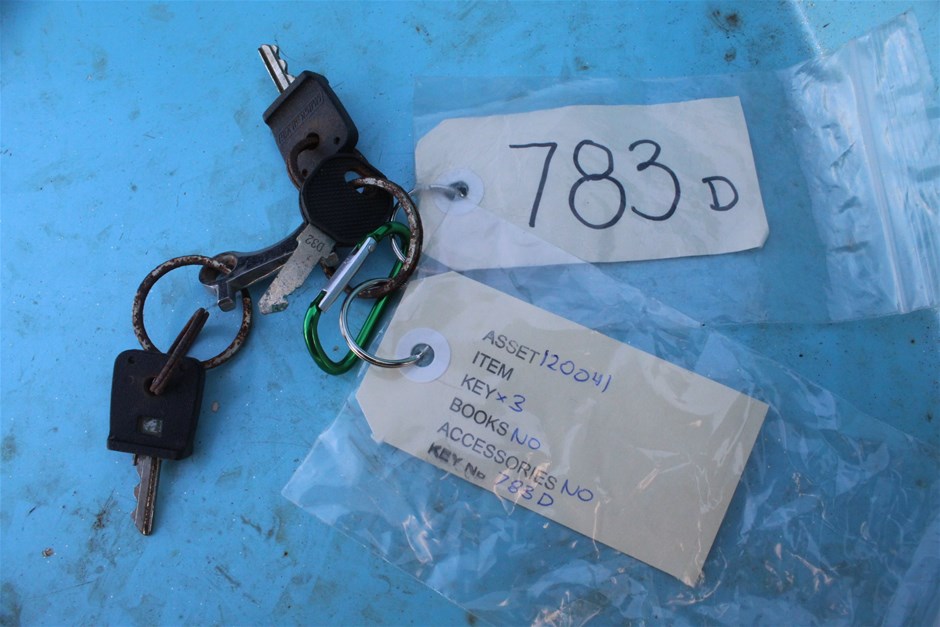 783 D
D32
ASSET 120041
ITEM
KEY x 3
BOOKS NO
ACCESSORIES NO
KEY No 783 D